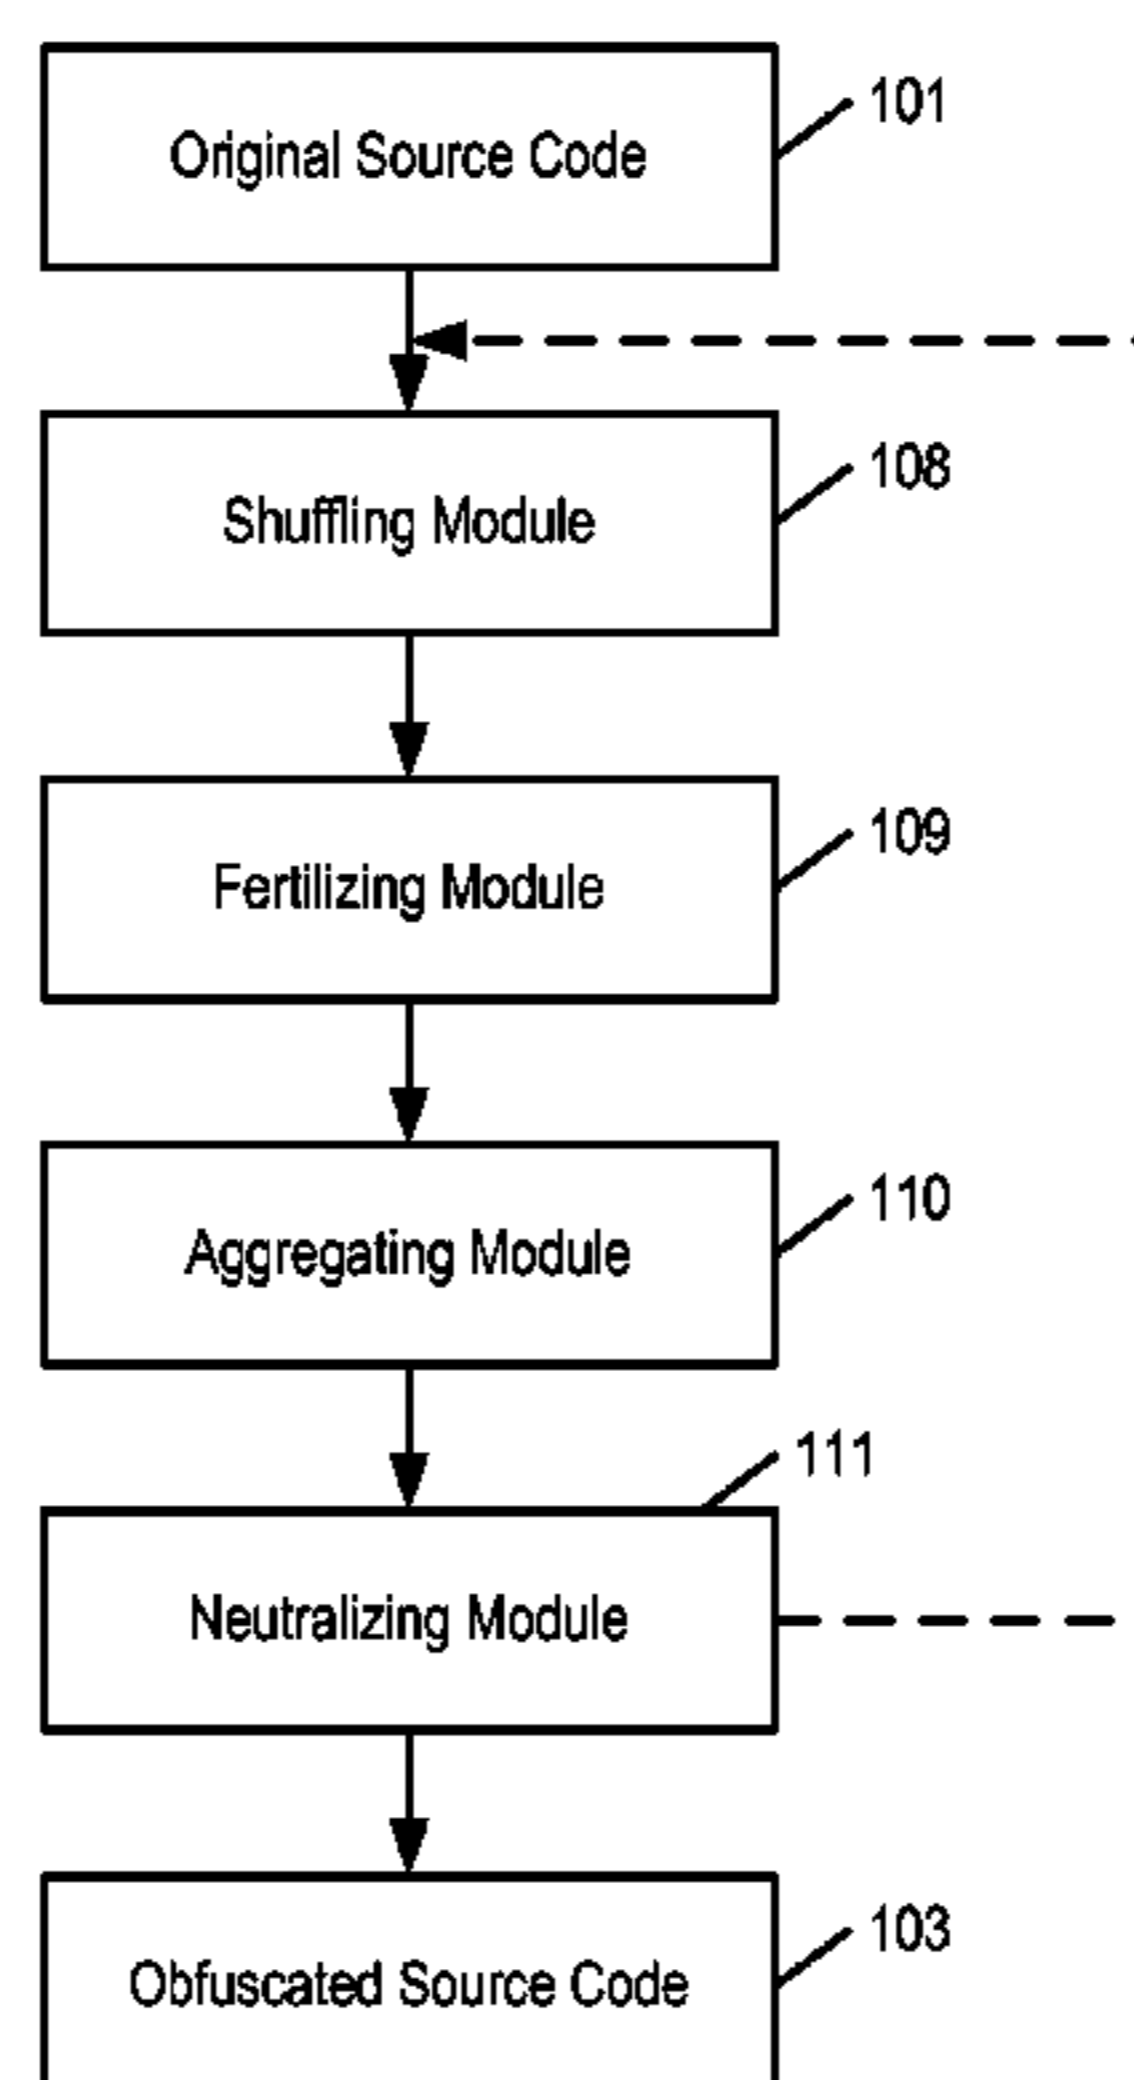 Original Source Code
101
Shuffling Module
108
Fertilizing Module
109
Aggregating Module
110
111
Neutralizing Module
Obfuscated Source Code
103